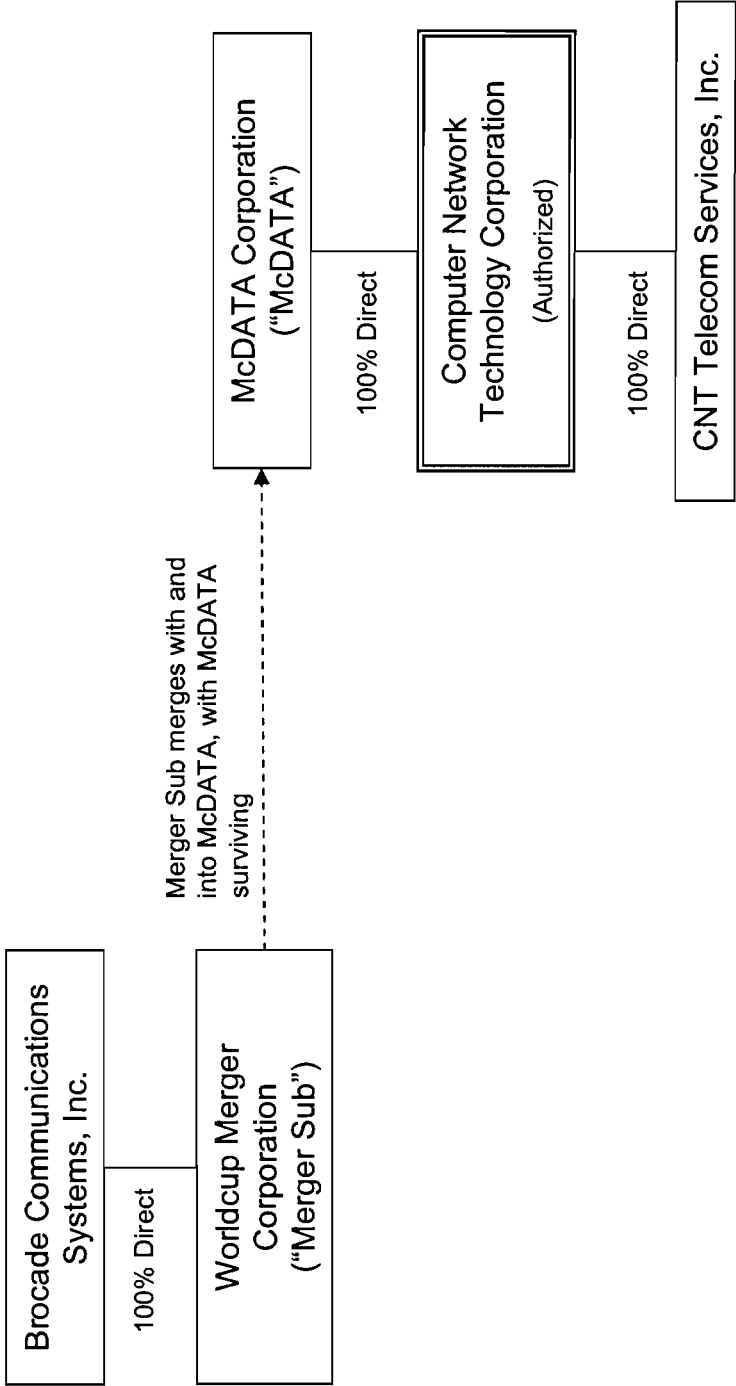 Brocade Communications
Systems, Inc.
100% Direct
Worldcup Merger
Corporation
(“Merger Sub”)
Merger Sub merges with and
into McDATA, with McDATA
surviving
McDATA Corporation
(“McDATA”)
100% Direct
Computer Network
Technology Corporation
(Authorized)
100% Direct
CNT Telecom Services, Inc.